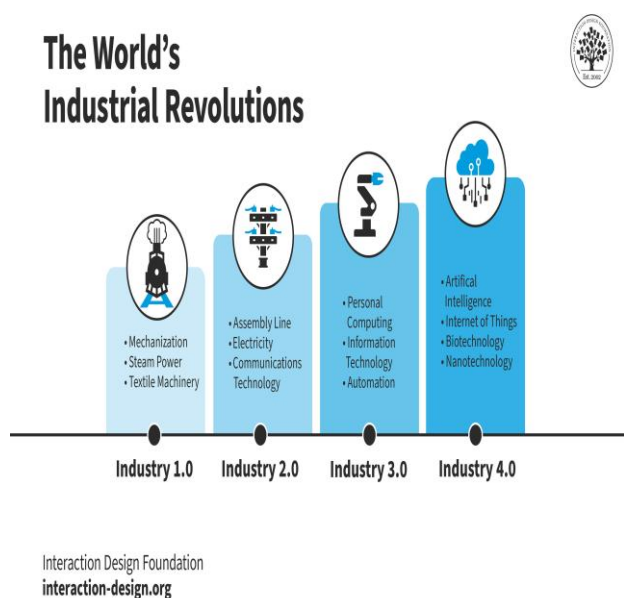 The World's
Industrial Revolutions
Est. 2002
• Mechanization
• Steam Power
• Textile Machinery
• Assembly Line
• Electricity
• Communications
Technology
• Personal
Computing
• Information
Technology
• Automation
• Artifical
Intelligence
• Internet of Things
• Biotechnology
• Nanotechnology
Industry 1.0
Industry 2.0
Industry 3.0
Industry 4.0
Interaction Design Foundation
interaction-design.org